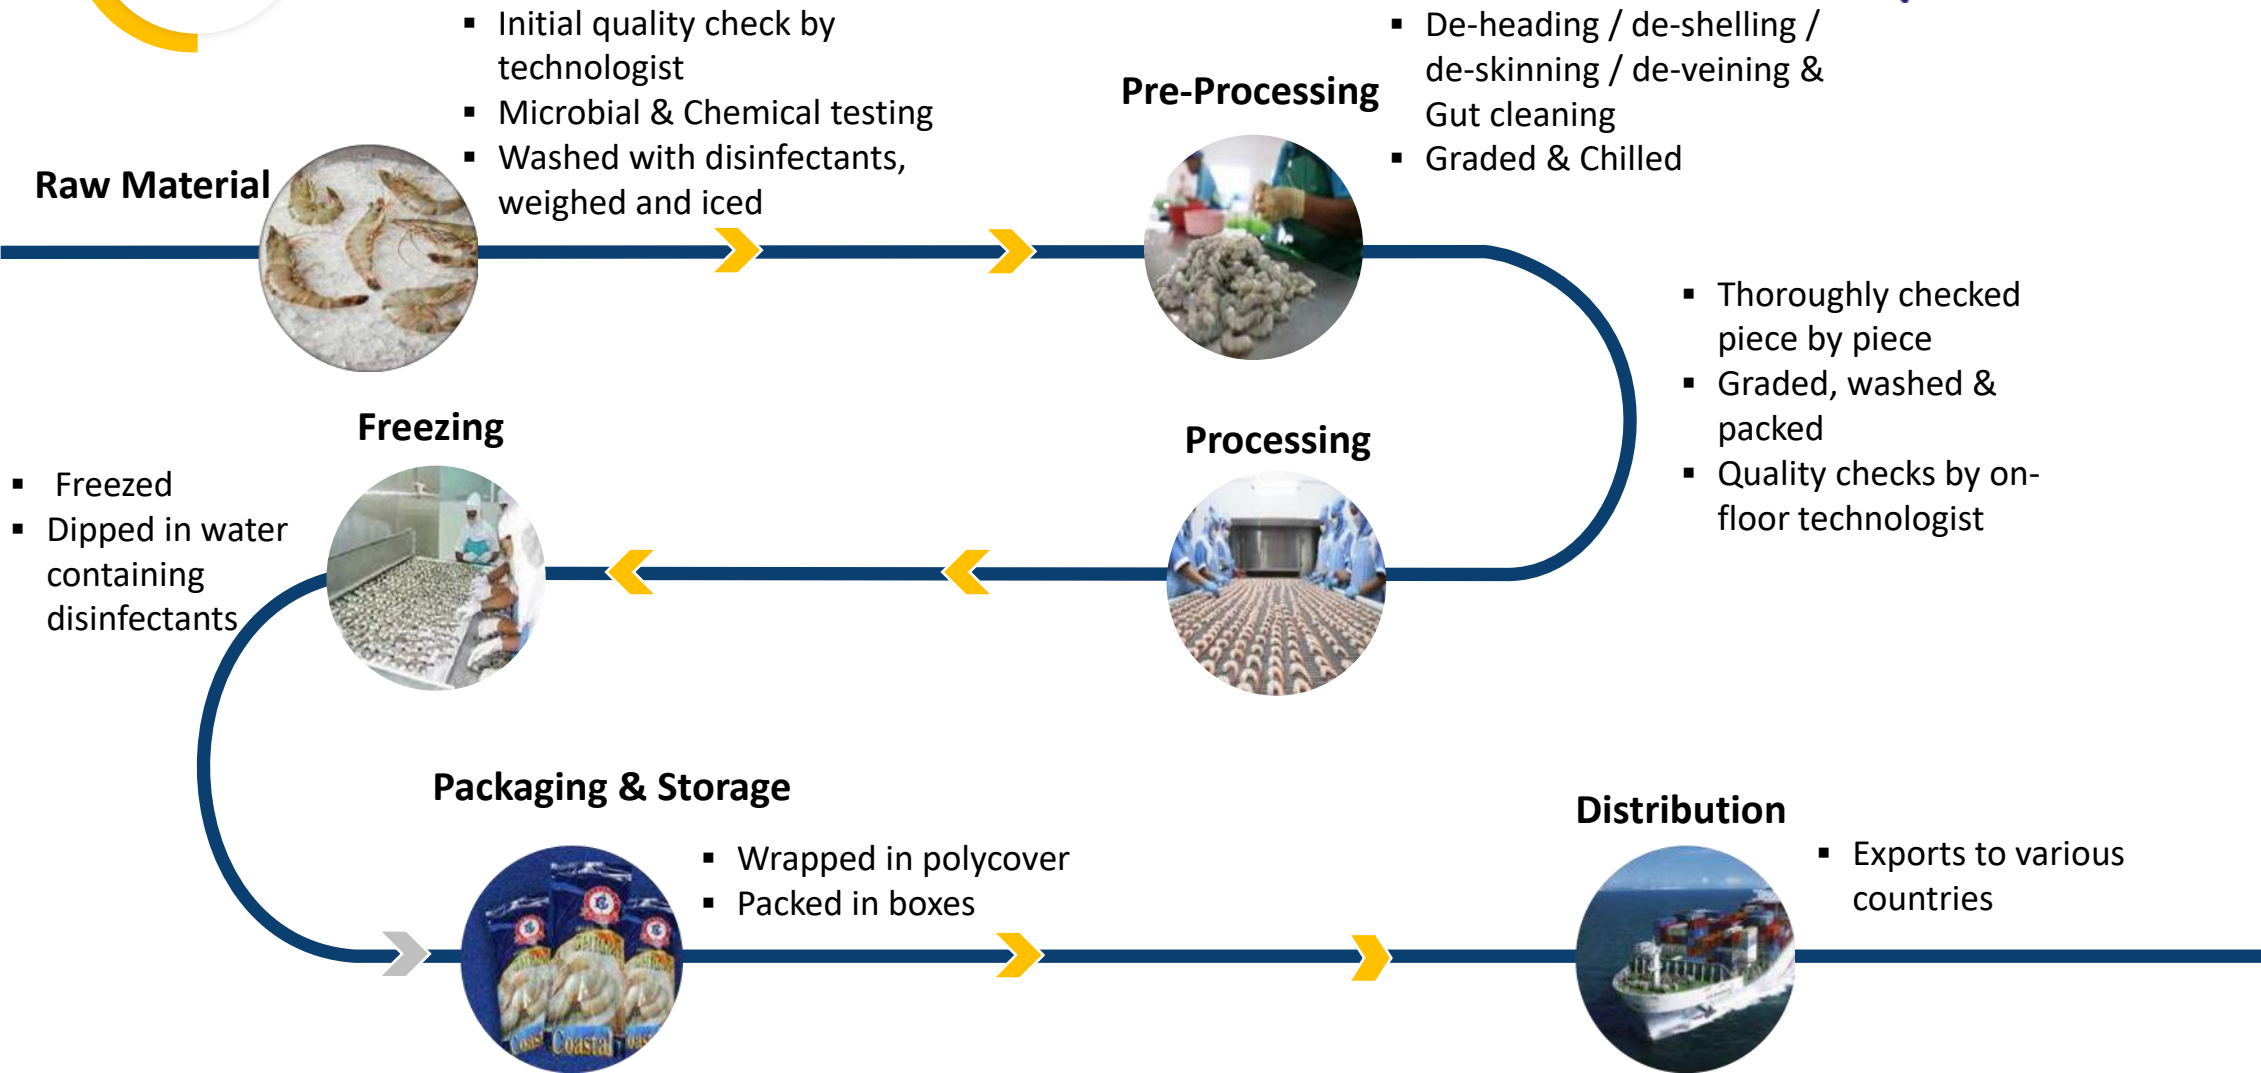 ▪ Initial quality check by
technologist
▪ Microbial & Chemical testing
▪ Washed with disinfectants,
weighed and iced
Raw Material
Pre-Processing
▪ De-heading / de-shelling /
de-skinning / de-veining &
Gut cleaning
▪ Graded & Chilled
▪ Thoroughly checked
piece by piece
▪ Graded, washed &
packed
▪ Quality checks by on-
floor technologist
Processing
Freezing
▪ Freezed
▪ Dipped in water
containing
disinfectants
Packaging & Storage
▪ Wrapped in polycover
▪ Packed in boxes
Coastal
Distribution
▪ Exports to various
countries